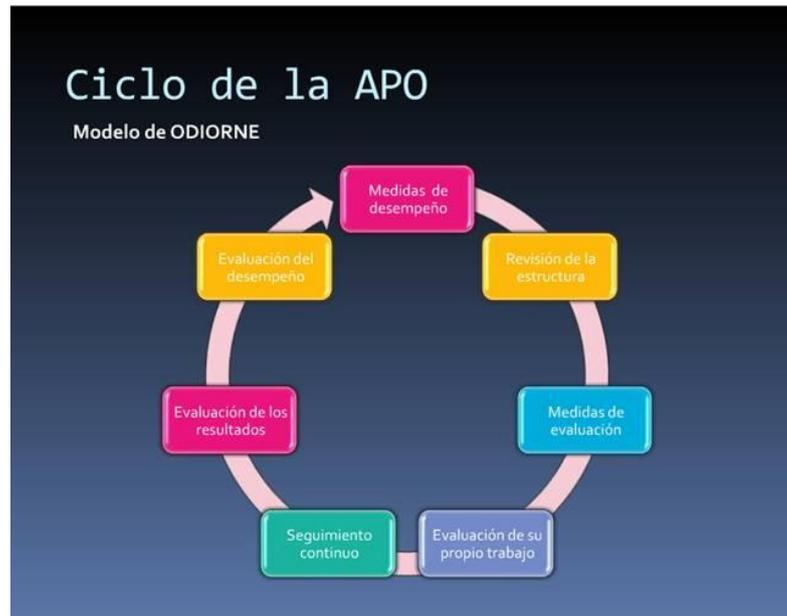 Ciclo de la APO
Modelo de ODIORNE
Medidas de
desempeño
Revisión de la
estructura
Medidas de
evaluación
Evaluación de su
propio trabajo
Seguimiento
continuo
Evaluación de los
resultados
Evaluación del
desempeño